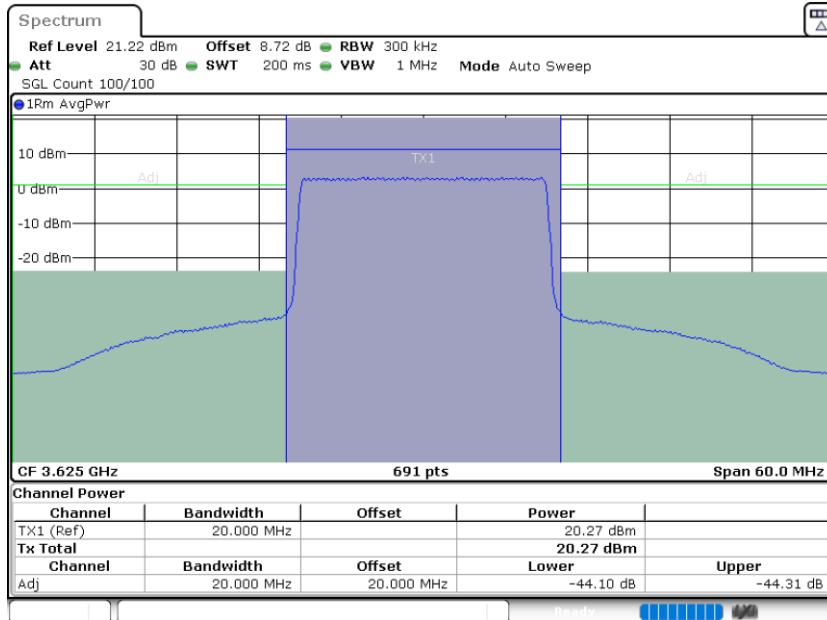 Spectrum
Ref Level 21.22 dBm Offset 8.72 dB RBW 300 kHz
Att 30 dB SWT 200 ms VBW 1 MHz Mode Auto Sweep
SGL Count 100/100
1Rm AvgPwr
10 dBm
TX1
Adj Adj
0 dBm
-10 dBm
-20 dBm
CF 3.625 GHz 691 pts Span 60.0 MHz
Channel Power
Channel Bandwidth Offset Power
TX1 (Ref) 20.000 MHz 20.27 dBm
Tx Total 20.27 dBm
Channel Bandwidth Offset Lower Upper
Adj 20.000 MHz 20.000 MHz -44.10 dB -44.31 dB
Ready